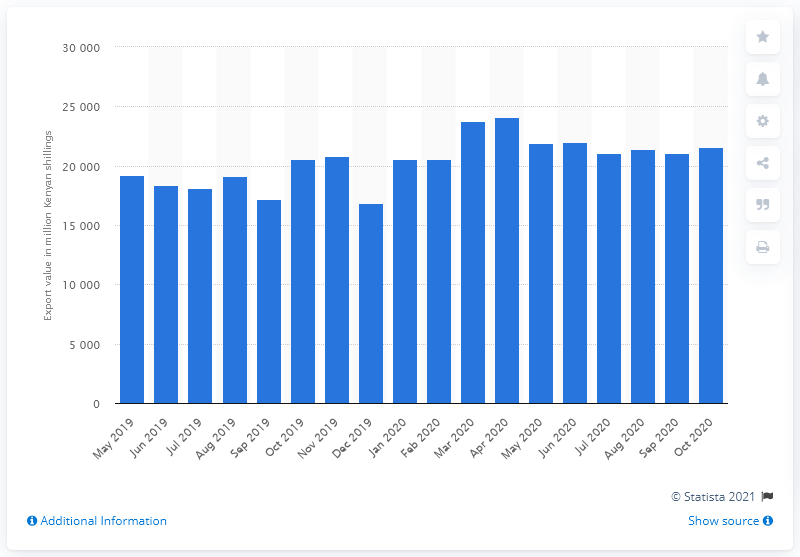 30 000
25 000
20 000
15 000
10 000
5 000
0
Export value in million Kenyan shillings
May 2019
Jun 2019
Jul 2019
Aug 2019
Sep 2019
Oct 2019
Nov 2019
Dec 2019
Jan 2020
Feb 2020
Mar 2020
Apr 2020
May 2020
Jun 2020
Jul 2020
Aug 2020
Sep 2020
Oct 2020
© Statista 2021
Additional Information
Show source